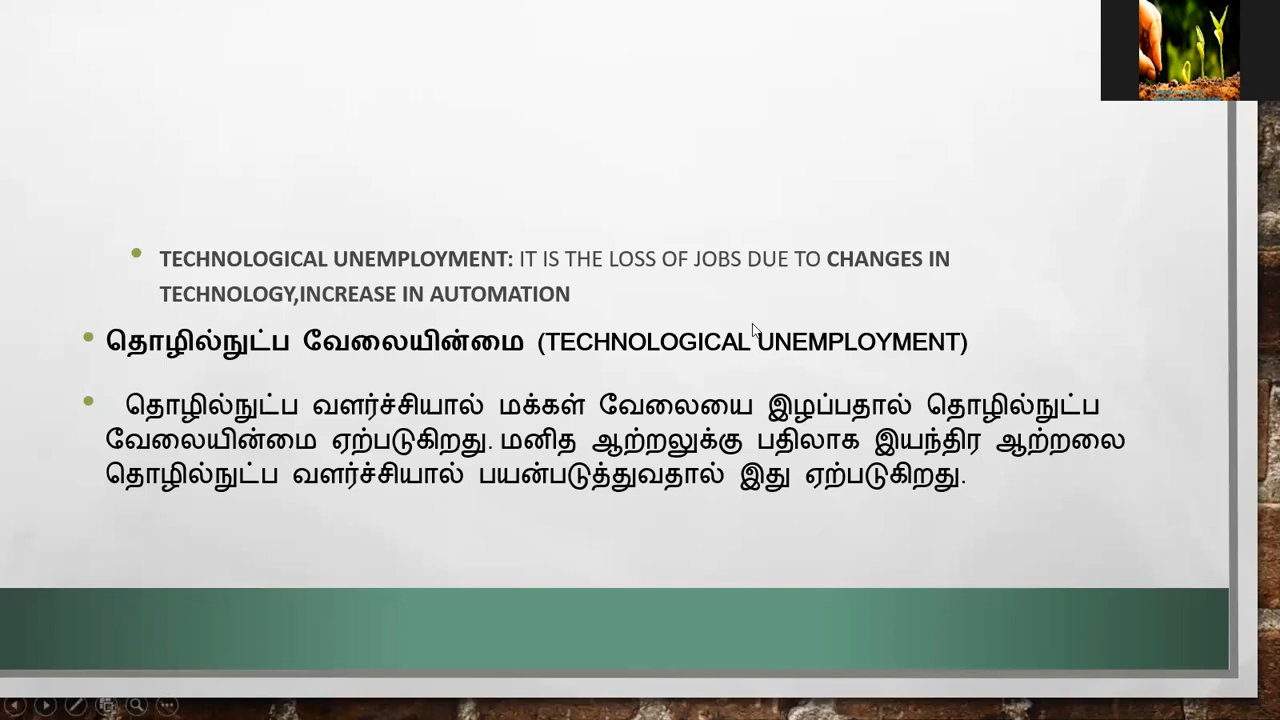 TECHNOLOGICAL UNEMPLOYMENT: IT IS THE LOSS OF JOBS DUE TO CHANGES IN
TECHNOLOGY,INCREASE IN AUTOMATION
தொழில்நுட்ப வேலையின்மை (TECHNOLOGICAL UNEMPLOYMENT)
தொழில்நுட்ப வளர்ச்சியால் மக்கள் வேலையை இழப்பதால் தொழில்நுட்ப
வேலையின்மை ஏற்படுகிறது. மனித ஆற்றலுக்கு பதிலாக இயந்திர ஆற்றலை
தொழில்நுட்ப வளர்ச்சியால் பயன்படுத்துவதால் இது ஏற்படுகிறது.